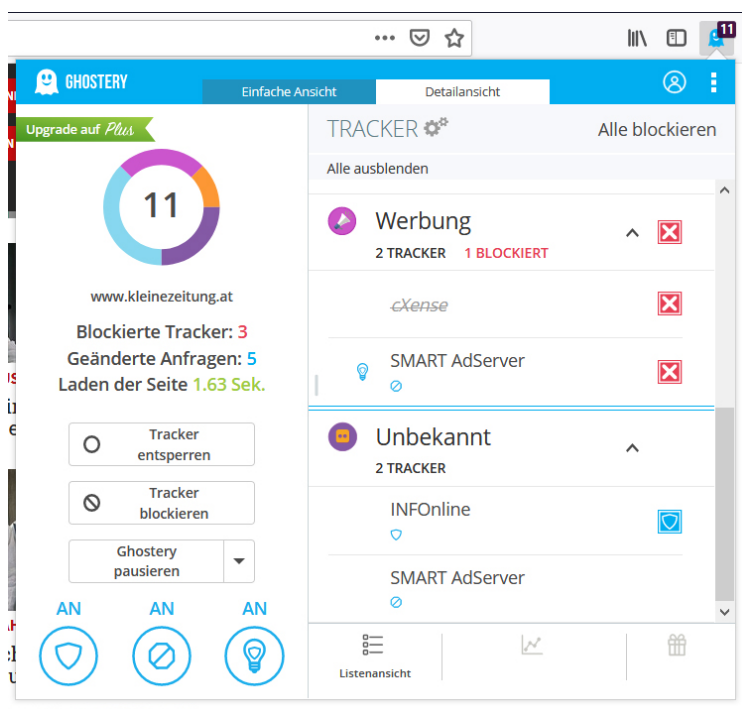 11
GHOSTERY
Einfache Ansicht
Detailansicht
Upgrade auf Plus
11
www.kleinezeitung.at
Blockierte Tracker: 3
Geänderte Anfragen: 5
Laden der Seite 1.63 Sek.
Tracker
entsperren
Tracker
blockieren
Ghostery
pausieren
AN
AN
AN
TRACKER
Alle blockieren
Alle ausblenden
Werbung
2 TRACKER 1 BLOCKIERT
cXense
SMART AdServer
Unbekannt
2 TRACKER
INFOnline
SMART AdServer
Listenansicht